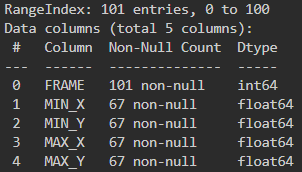 RangeIndex: 101 entries, 0 to 100
Data columns (total 5 columns):
 #   Column  Non-Null Count  Dtype
---  ------  --------------  -----
 0   FRAME   101 non-null    int64
 1   MIN_X   67 non-null     float64
 2   MIN_Y   67 non-null     float64
 3   MAX_X   67 non-null     float64
 4   MAX_Y   67 non-null     float64